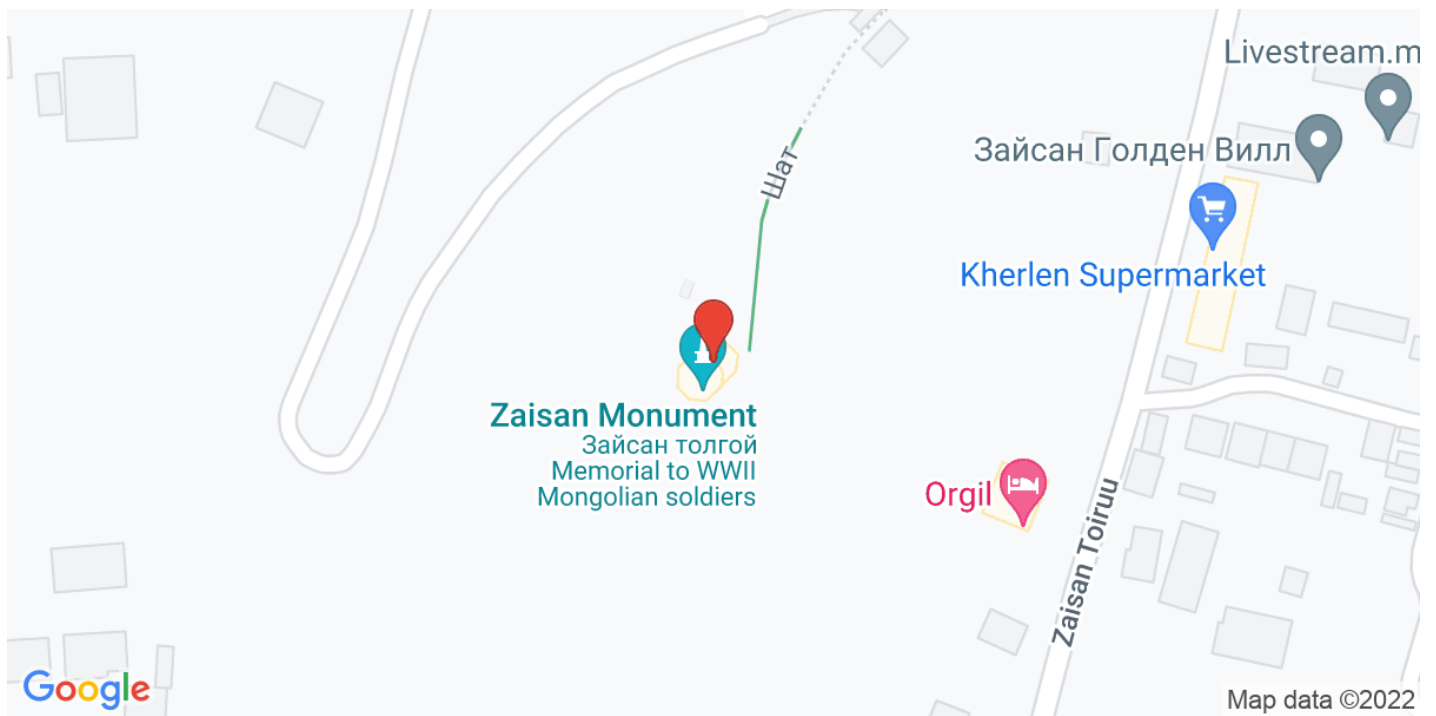 Livestream.m
Зайсан Голден Вилл
Шат
Kherlen Supermarket
Zaisan Monument
Зайсан толгой
Memorial to WWII
Mongolian soldiers
Orgil
Zaisan Toiruu
Google
Map data ©2022